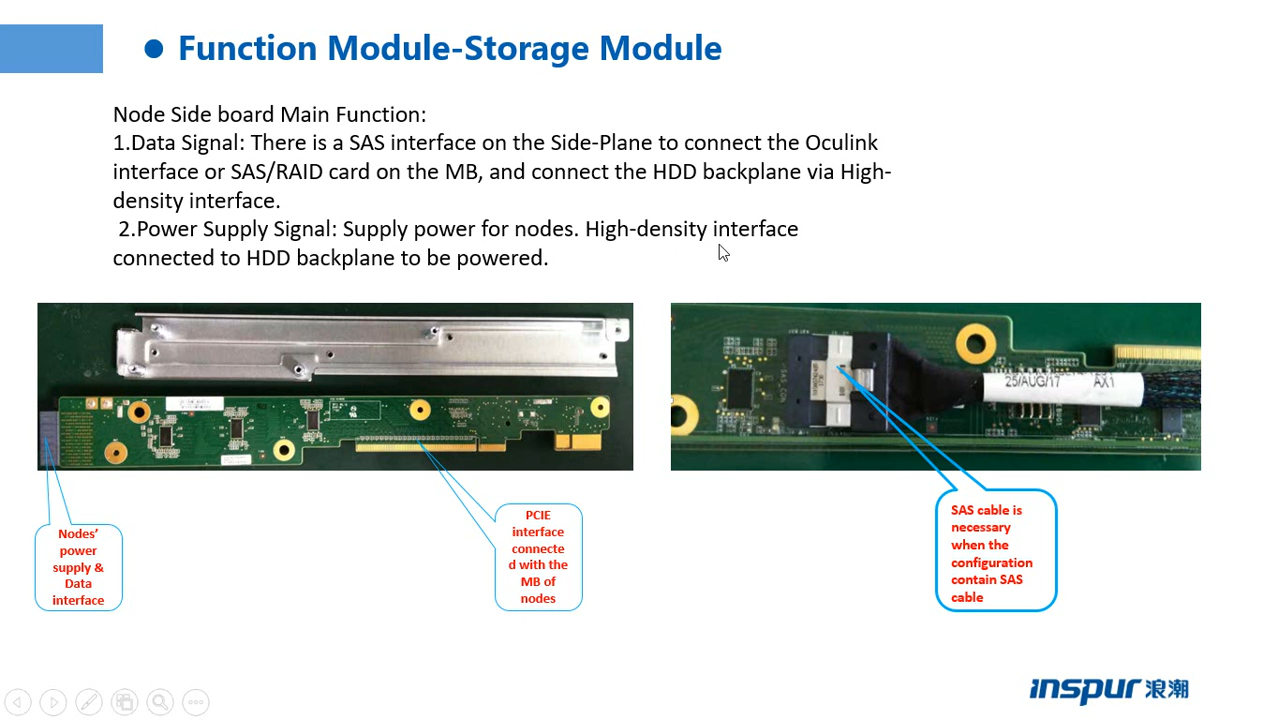 Function Module-Storage Module
Node Side board Main Function:
1.Data Signal: There is a SAS interface on the Side-Plane to connect the Oculink
interface or SAS/RAID card on the MB, and connect the HDD backplane via High-
density interface.
2.Power Supply Signal: Supply power for nodes. High-density interface
connected to HDD backplane to be powered.
25/AUG/17 AX1
Nodes’
power
supply &
Data
interface
PCIE
interface
connecte
d with the
MB of
nodes
SAS cable is
necessary
when the
configuration
contain SAS
cable
inspur 浪潮